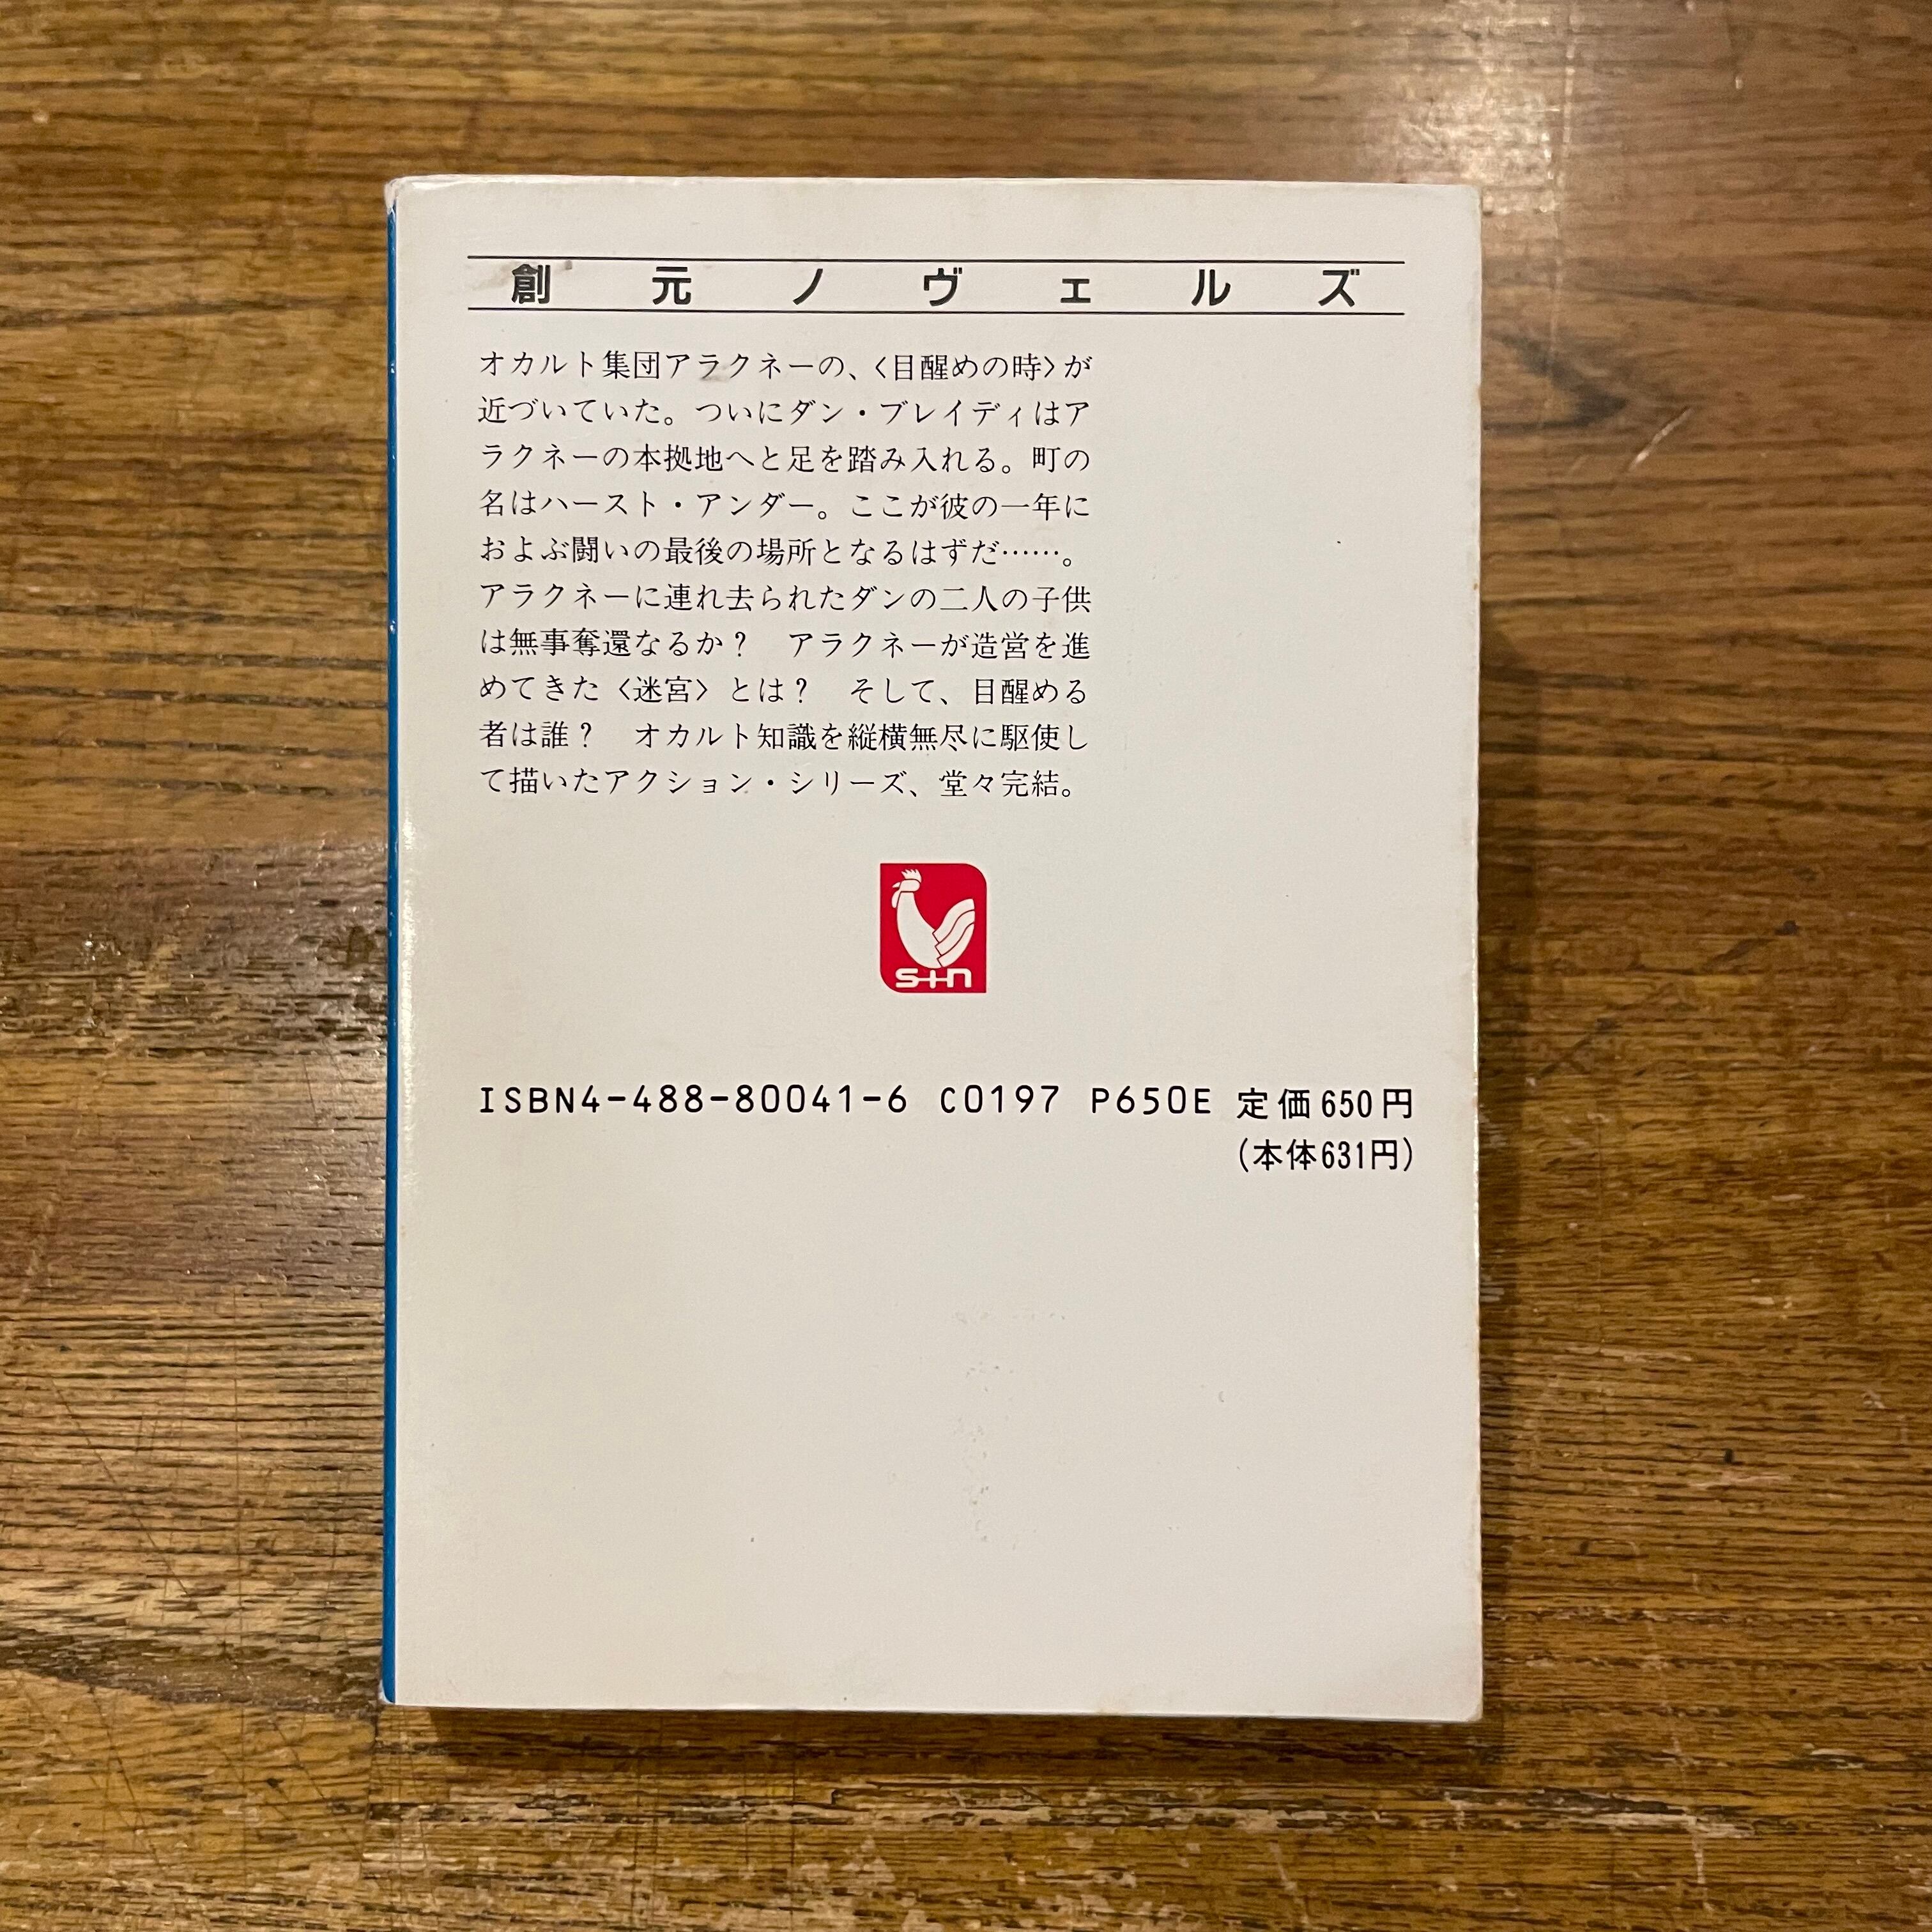 創元ノヴェルズ
オカルト集団アラクネーの、〈目醒めの時〉が
近づいていた。ついにダン・ブレイディはア
ラクネーの本拠地へと足を踏み入れる。町の
名はハースト・アンダー。ここが彼の一年に
およぶ闘いの最後の場所となるはずだ……。
アラクネーに連れ去られたダンの二人の子供
は無事奪還なるか？　アラクネーが造営を進
めてきた〈迷宮〉とは？　そして、目醒める
者は誰？　オカルト知識を縦横無尽に駆使し
て描いたアクション・シリーズ、堂々完結。
s+n
ISBN4-488-80041-6 C0197 P650E 定価650円
(本体631円)